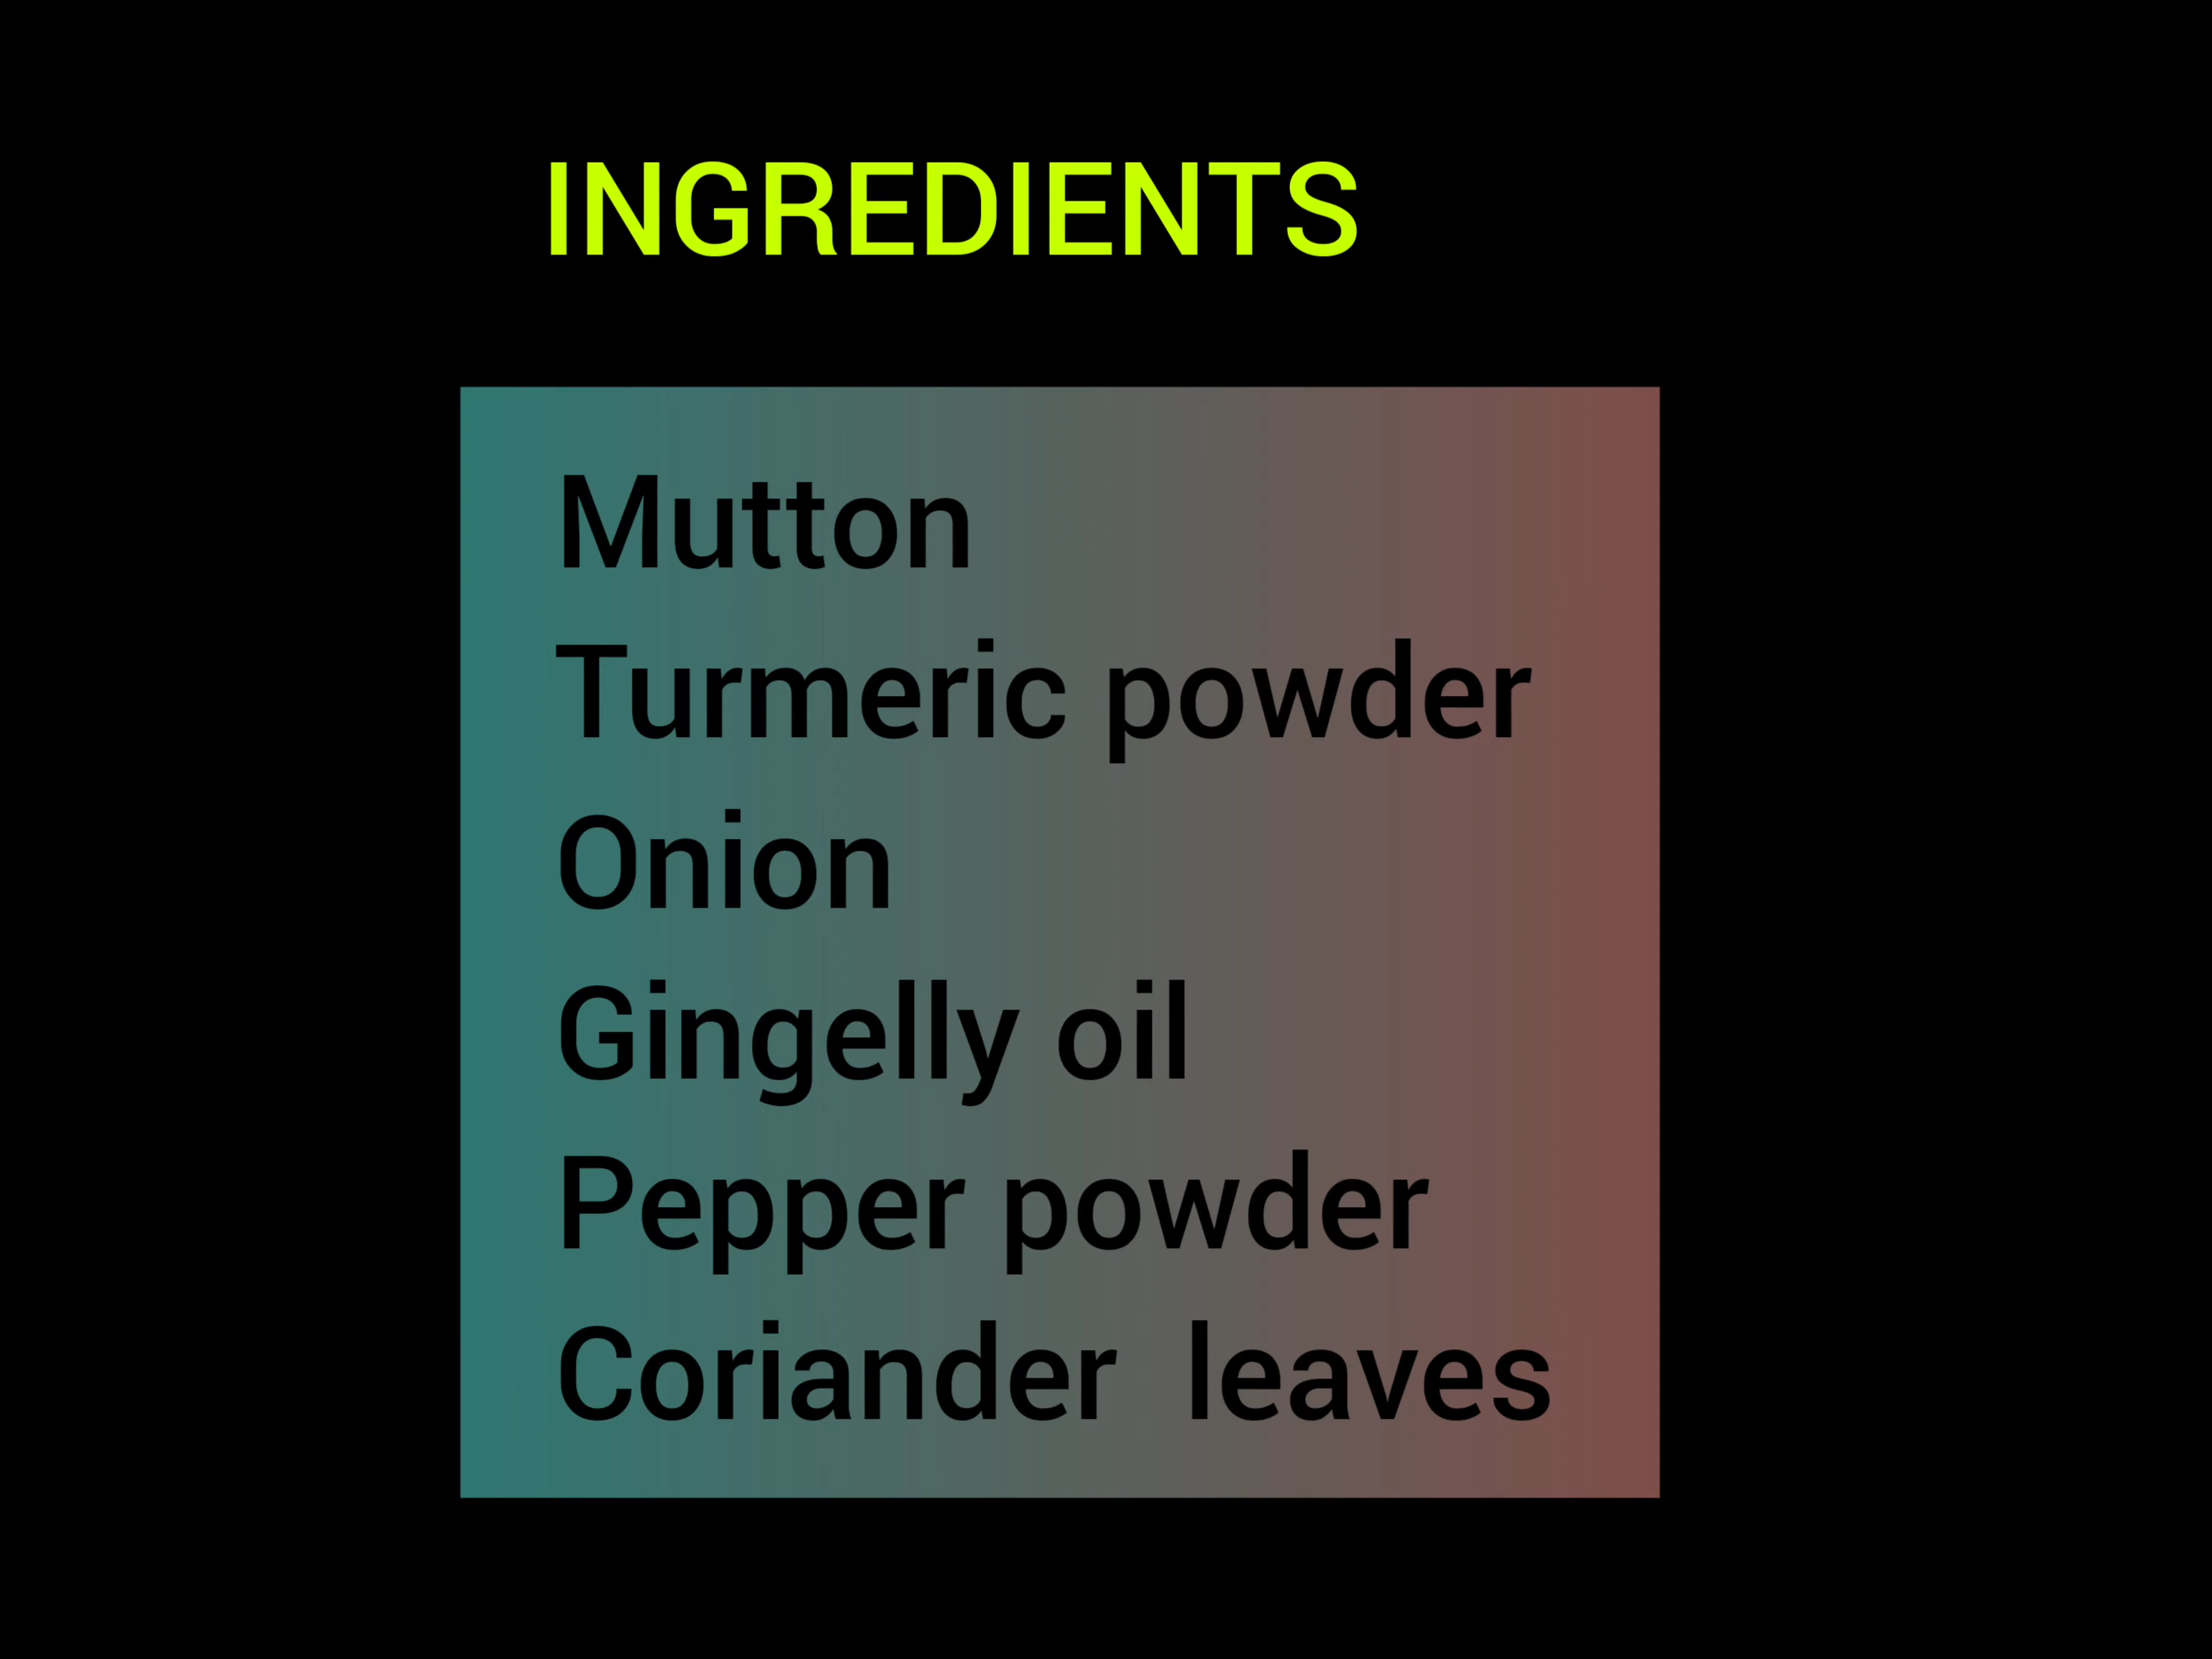 INGREDIENTS
Mutton
Turmeric powder
Onion
Gingelly oil
Pepper powder
Coriander leaves